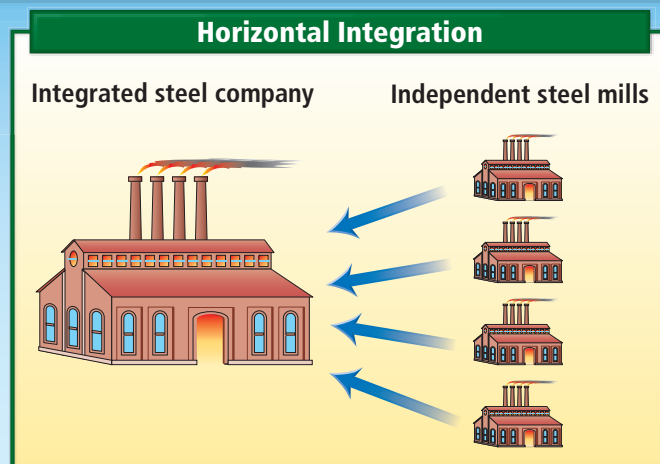 Horizontal Integration
Integrated steel company
Independent steel mills